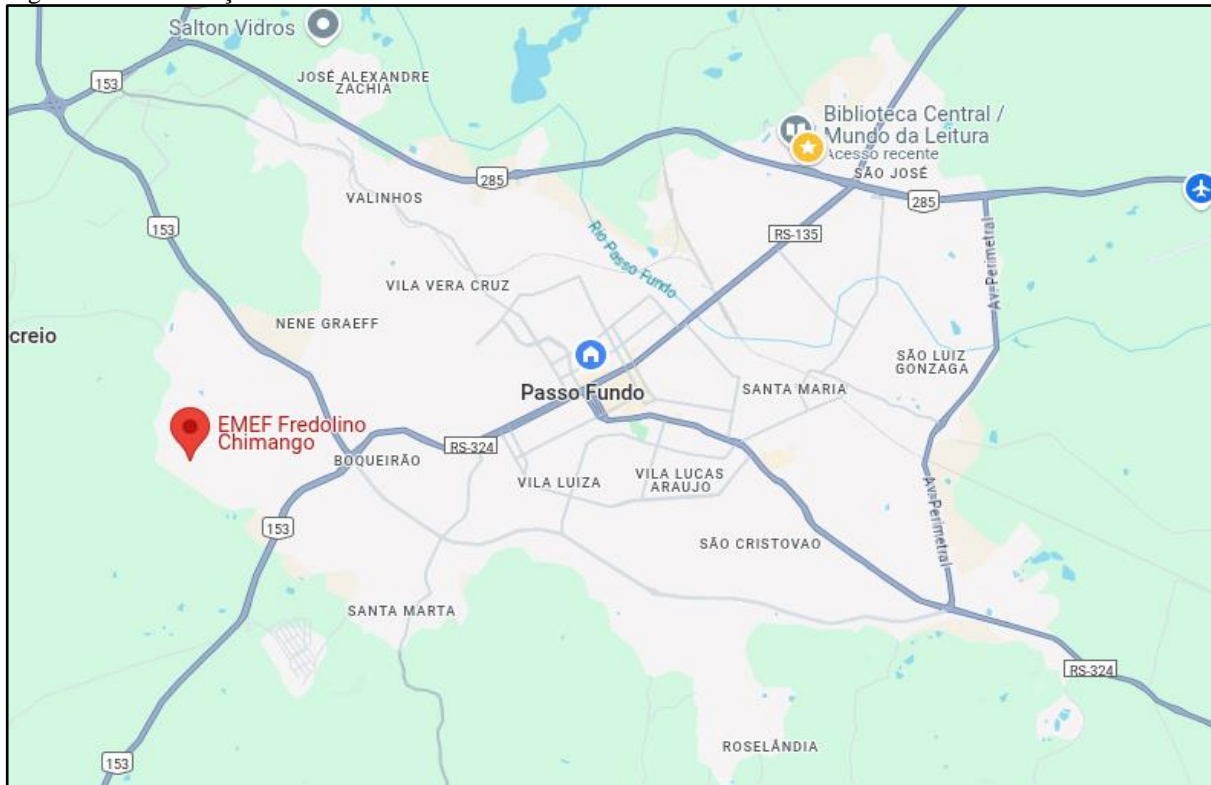 Salton Vidros
153
JOSÉ ALEXANDRE
ZACHIA
Biblioteca Central /
Mundo da Leitura
Acesso recente
SÃO JOSÉ
285
285
VALINHOS
153
RS-135
Rio Passo Fundo
Av. Perimetral
VILA VERA CRUZ
NENE GRAEFF
creio
SÃO LUIZ
GONZAGA
Passo Fundo
SANTA MARIA
EMEF Fredolino
Chimango
RS-324
BOQUEIRÃO
VILA LUIZA
VILA LUCAS
ARAUJO
Av. Perimetral
153
SÃO CRISTOVAO
SANTA MARTA
RS-324
ROSELÂNDIA
153